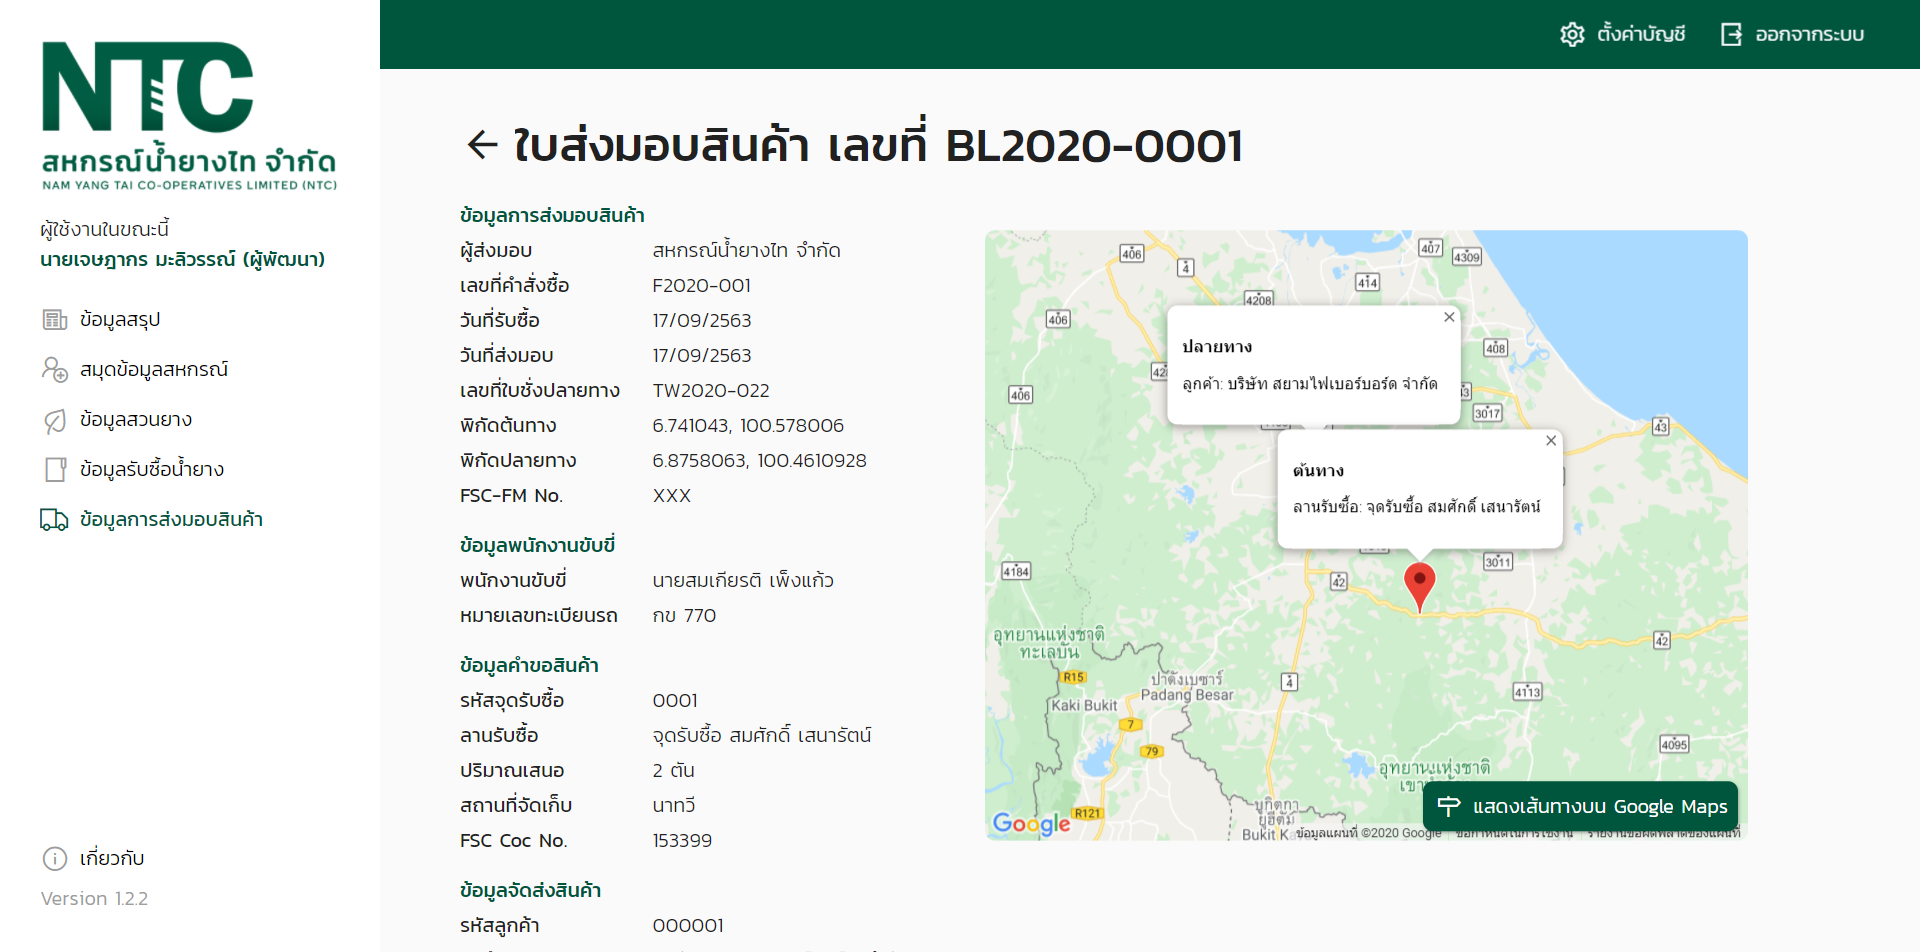 NTC
สหกรณ์น้ำยางไท จำกัด
NAM YANG TAI CO-OPERATIVES LIMITED (NTC)
ผู้ใช้งานในขณะนี้
นายเจษฎากร มะลิวรรณ์ (ผู้พัฒนา)
ข้อมูลสรุป
สมุดข้อมูลสหกรณ์
ข้อมูลสวนยาง
ข้อมูลรับซื้อน้ำยาง
ข้อมูลการส่งมอบสินค้า
เกี่ยวกับ
Version 1.2.2
ตั้งค่าบัญชี
ออกจากระบบ
ใบส่งมอบสินค้า เลขที่ BL2020-0001
ข้อมูลการส่งมอบสินค้า
ผู้ส่งมอบ สหกรณ์น้ำยางไท จำกัด
เลขที่คำสั่งซื้อ F2020-001
วันที่รับซื้อ 17/09/2563
วันที่ส่งมอบ 17/09/2563
เลขที่ใบชั่งปลายทาง TW2020-022
พิกัดต้นทาง 6.741043, 100.578006
พิกัดปลายทาง 6.8758063, 100.4610928
FSC-FM No. XXX
ข้อมูลพนักงานขับขี่
พนักงานขับขี่ นายสมเกียรติ เพ็งแก้ว
หมายเลขทะเบียนรถ กข 770
ข้อมูลคำขอสินค้า
รหัสจุดรับซื้อ 0001
ลานรับซื้อ จุดรับซื้อ สมศักดิ์ เสนารัตน์
ปริมาณเสนอ 2 ตัน
สถานที่จัดเก็บ นาทวี
FSC Coc No. 153399
ข้อมูลจัดส่งสินค้า
รหัสลูกค้า 000001
406
4
407
4309
414
4208
406
408
406
3017
43
ปลายทาง
ลูกค้า: บริษัท สยามไฟเบอร์บอร์ด จำกัด
ต้นทาง
ลานรับซื้อ: จุดรับซื้อ สมศักดิ์ เสนารัตน์
4184
42
3011
42
อุทยานแห่งชาติ
ทะเลบัน
R15
Kaki Bukit
ปาดังเบซาร์
Padang Besar
4
4113
7
79
4095
อุทยานแห่งชาติ
R121
บูกิตกา
ยูฮีตัม
Bukit
Google
แสดงเส้นทางบน Google Maps
ข้อมูลแผนที่ ©2020 Google